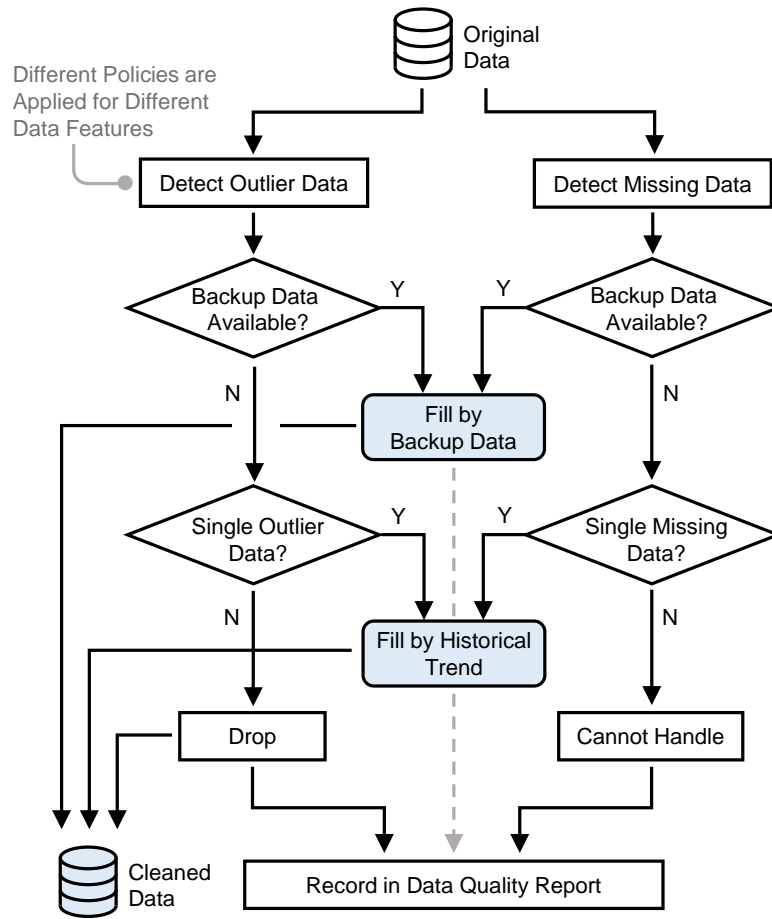 Original
Data
Different Policies are
Applied for Different
Data Features
Detect Outlier Data
Detect Missing Data
Backup Data
Available?
Y
Y
Backup Data
Available?
N
N
Fill by
Backup Data
Single Outlier
Data?
Y
Y
Single Missing
Data?
N
N
Fill by Historical
Trend
Drop
Cannot Handle
Cleaned
Data
Record in Data Quality Report